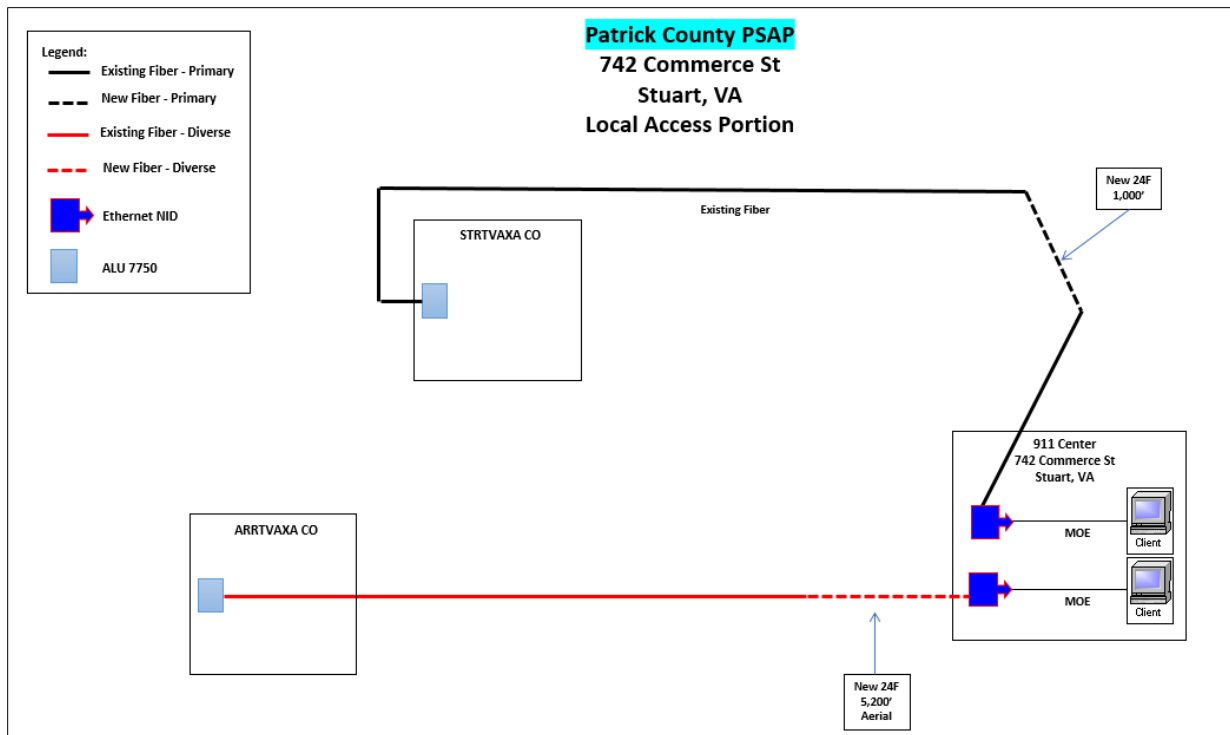 Patrick County PSAP
742 Commerce St
Stuart, VA
Local Access Portion
Legend:
Existing Fiber - Primary
New Fiber - Primary
Existing Fiber - Diverse
New Fiber - Diverse
Ethernet NID
ALU 7750
New 24F
1,000'
Existing Fiber
STRTVAXA CO
911 Center
742 Commerce St
Stuart, VA
MOE
Client
MOE
Client
ARRTVAXA CO
New 24F
5,200'
Aerial